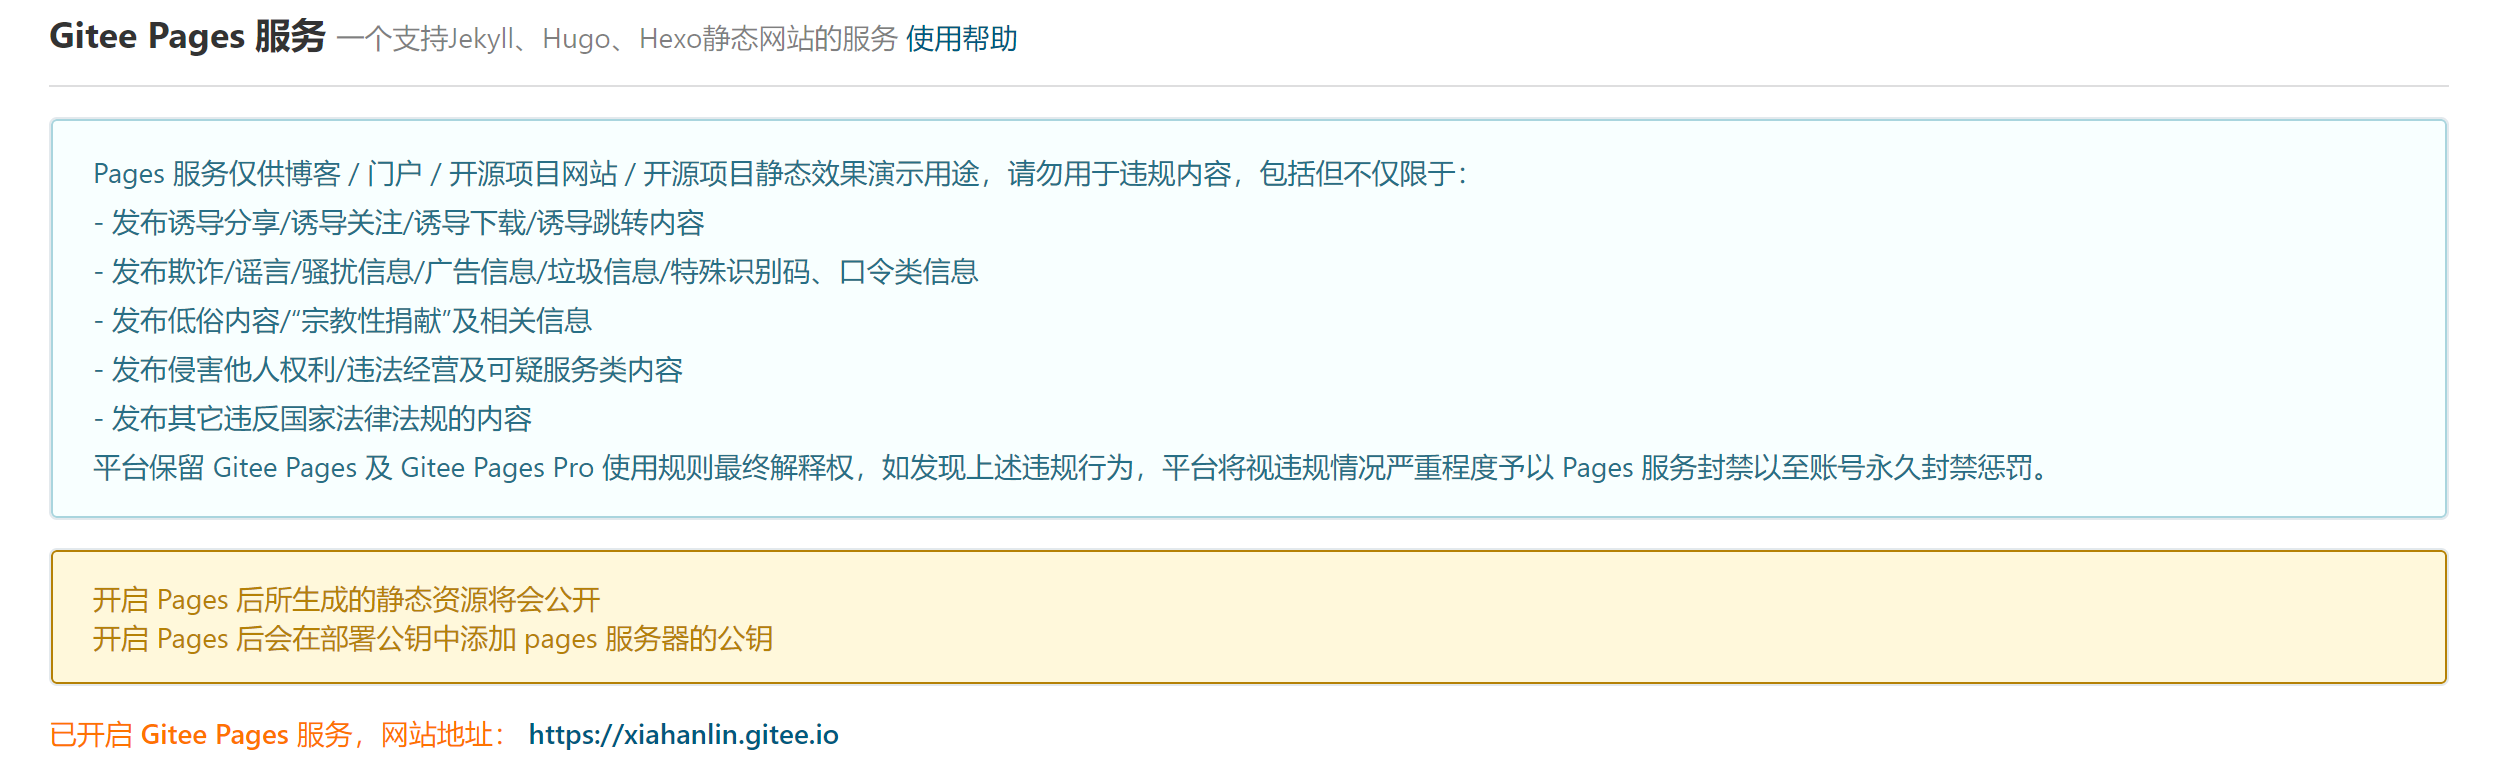 Gitee Pages 服务 一个支持Jekyll、Hugo、Hexo静态网站的服务 使用帮助
Pages 服务仅供博客 / 门户 / 开源项目网站 / 开源项目静态效果演示用途，请勿用于违规内容，包括但不仅限于：
- 发布诱导分享/诱导关注/诱导下载/诱导跳转内容
- 发布欺诈/谣言/骚扰信息/广告信息/垃圾信息/特殊识别码、口令类信息
- 发布低俗内容/“宗教性捐献”及相关信息
- 发布侵害他人权利/违法经营及可疑服务类内容
- 发布其它违反国家法律法规的内容
平台保留 Gitee Pages 及 Gitee Pages Pro 使用规则最终解释权，如发现上述违规行为，平台将视违规情况严重程度予以 Pages 服务封禁以至账号永久封禁惩罚。
开启 Pages 后所生成的静态资源将会公开
开启 Pages 后会在部署公钥中添加 pages 服务器的公钥
已开启 Gitee Pages 服务，网站地址： https://xiahanlin.gitee.io